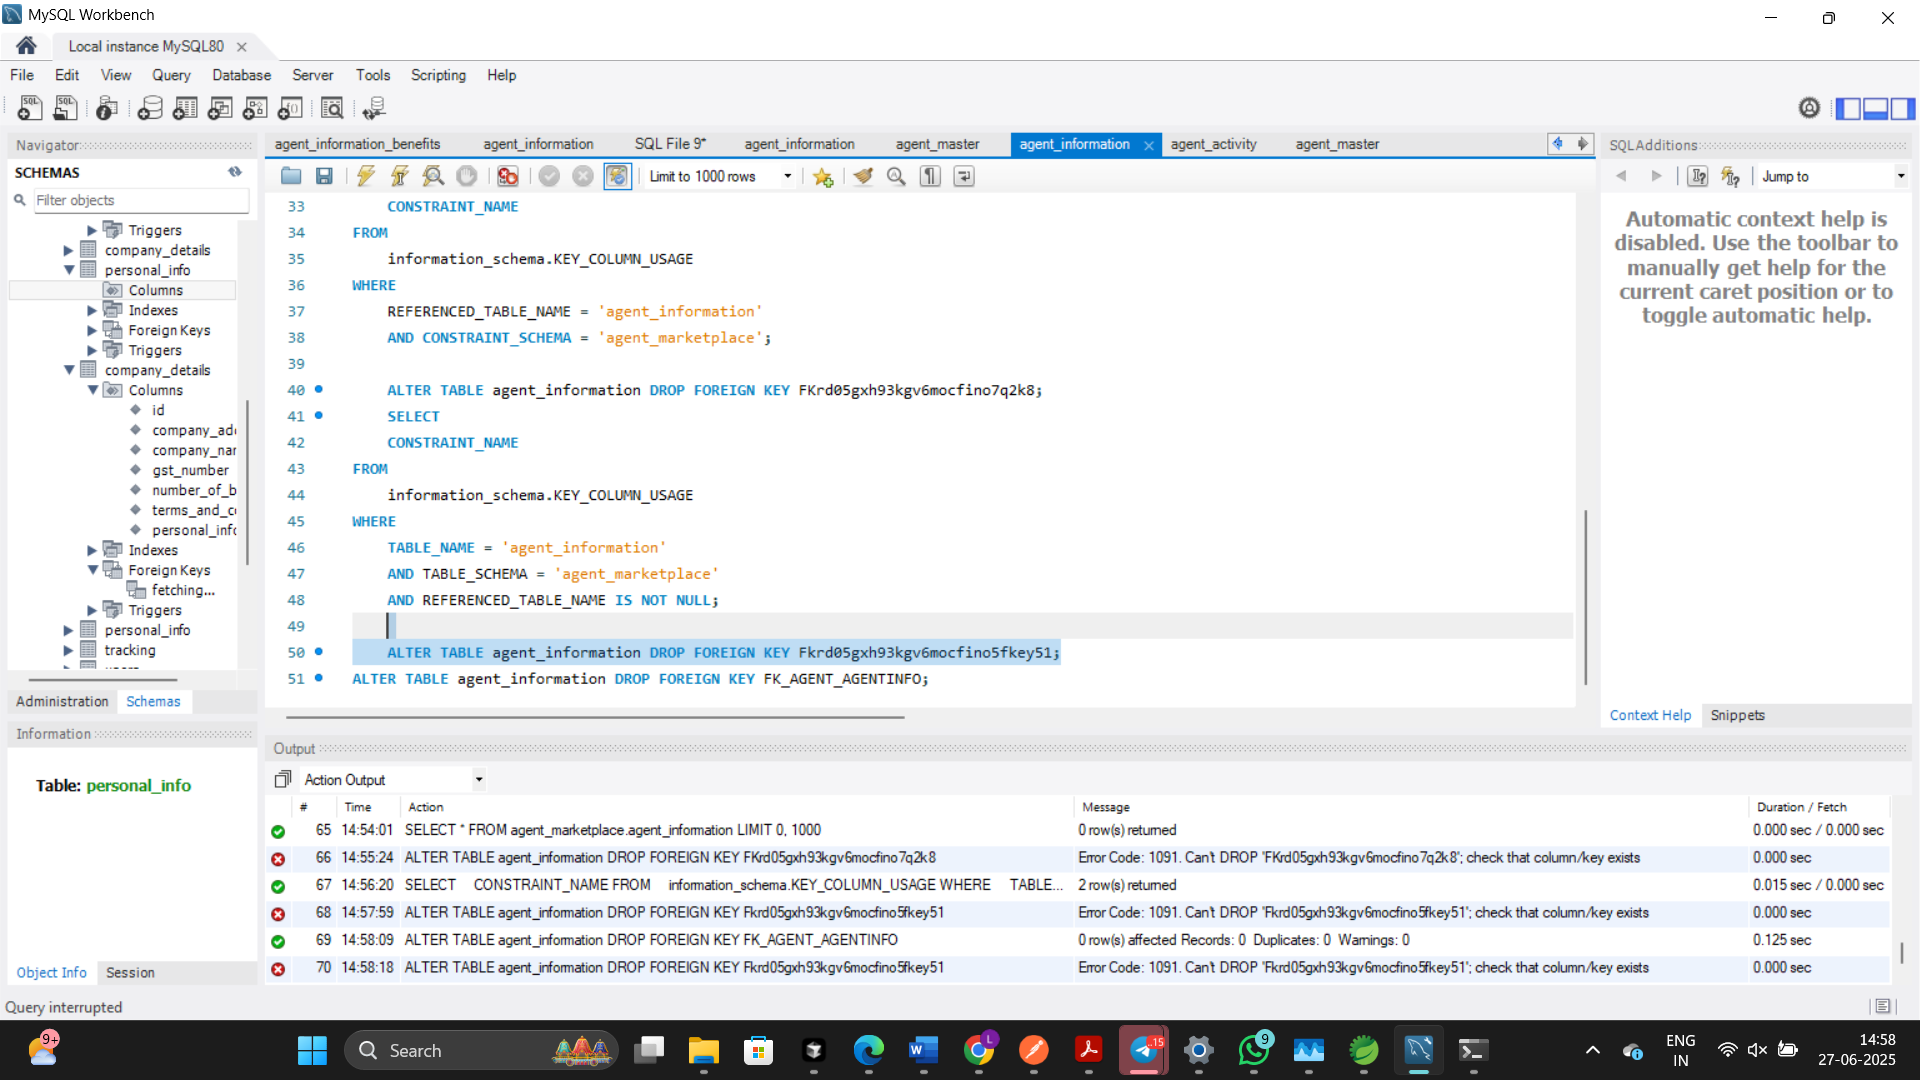 MySQL Workbench
Local instance MySQL80
File Edit View Query Database Server Tools Scripting Help
Navigator
SCHEMAS
Filter objects
Triggers
company_details
personal_info
Columns
Indexes
Foreign Keys
Triggers
company_details
Columns
id
company_add
company_nar
gst_number
number_of_b
terms_and_c
personal_info
Indexes
Foreign Keys
fetching...
Triggers
personal_info
tracking
Administration Schemas
Information
Table: personal_info
Object Info Session
Query interrupted
agent_information_benefits agent_information SQL File 9* agent_information agent_master agent_information agent_activity agent_master
Limit to 1000 rows
33 CONSTRAINT_NAME
34 FROM
35 information_schema.KEY_COLUMN_USAGE
36 WHERE
37 REFERENCED_TABLE_NAME = 'agent_information'
38 AND CONSTRAINT_SCHEMA = 'agent_marketplace';
39
40 ALTER TABLE agent_information DROP FOREIGN KEY FKrd05gxh93kgv6mocfino7q2k8;
41 SELECT
42 CONSTRAINT_NAME
43 FROM
44 information_schema.KEY_COLUMN_USAGE
45 WHERE
46 TABLE_NAME = 'agent_information'
47 AND TABLE_SCHEMA = 'agent_marketplace'
48 AND REFERENCED_TABLE_NAME IS NOT NULL;
49
50 ALTER TABLE agent_information DROP FOREIGN KEY Fkrd05gxh93kgv6mocfino5fkey51;
51 ALTER TABLE agent_information DROP FOREIGN KEY FK_AGENT_AGENTINFO;
SQLAdditions
Jump to
Automatic context help is
disabled. Use the toolbar to
manually get help for the
current caret position or to
toggle automatic help.
Context Help Snippets
Output
Action Output
# Time Action Message Duration / Fetch
65 14:54:01 SELECT * FROM agent_marketplace.agent_information LIMIT 0, 1000 0 row(s) returned 0.000 sec / 0.000 sec
66 14:55:24 ALTER TABLE agent_information DROP FOREIGN KEY FKrd05gxh93kgv6mocfino7q2k8 Error Code: 1091. Can't DROP 'FKrd05gxh93kgv6mocfino7q2k8'; check that column/key exists 0.000 sec
67 14:56:20 SELECT CONSTRAINT_NAME FROM information_schema.KEY_COLUMN_USAGE WHERE TABLE... 2 row(s) returned 0.015 sec / 0.000 sec
68 14:57:59 ALTER TABLE agent_information DROP FOREIGN KEY Fkrd05gxh93kgv6mocfino5fkey51 Error Code: 1091. Can't DROP 'Fkrd05gxh93kgv6mocfino5fkey51'; check that column/key exists 0.000 sec
69 14:58:09 ALTER TABLE agent_information DROP FOREIGN KEY FK_AGENT_AGENTINFO 0 row(s) affected Records: 0 Duplicates: 0 Warnings: 0 0.125 sec
70 14:58:18 ALTER TABLE agent_information DROP FOREIGN KEY Fkrd05gxh93kgv6mocfino5fkey51 Error Code: 1091. Can't DROP 'Fkrd05gxh93kgv6mocfino5fkey51'; check that column/key exists 0.000 sec
9+
Search
L
..15
9
ENG
IN
14:58
27-06-2025